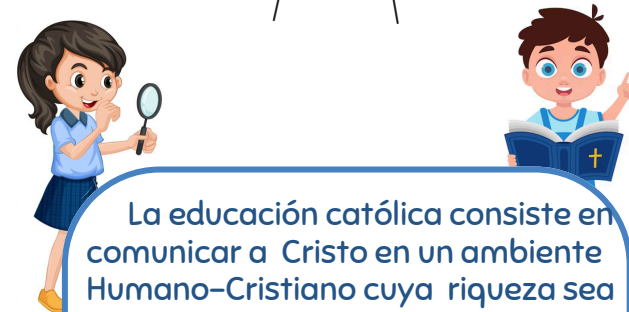 La educación católica consiste en
comunicar a Cristo en un ambiente
Humano-Cristiano cuya riqueza sea